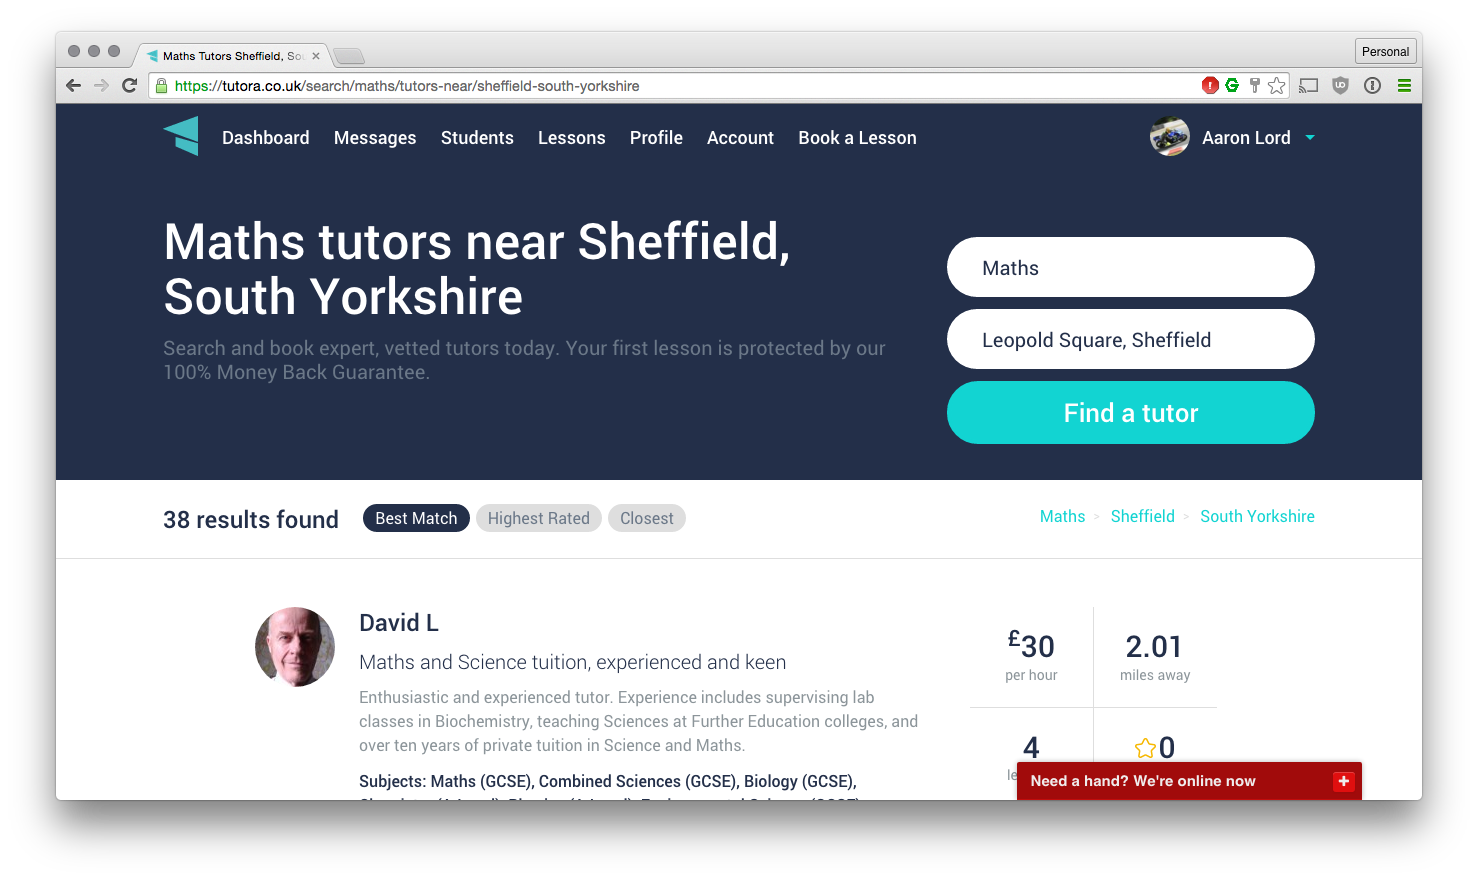 Maths Tutors Sheffield, So
Personal
https://tutora.co.uk/search/maths/tutors-near/sheffield-south-yorkshire
Dashboard Messages Students Lessons Profile Account Book a Lesson Aaron Lord
Maths tutors near Sheffield,
South Yorkshire
Search and book expert, vetted tutors today. Your first lesson is protected by our
100% Money Back Guarantee.
Maths
Leopold Square, Sheffield
Find a tutor
38 results found Best Match Highest Rated Closest
Maths > Sheffield > South Yorkshire
David L
Maths and Science tuition, experienced and keen
Enthusiastic and experienced tutor. Experience includes supervising lab
classes in Biochemistry, teaching Sciences at Further Education colleges, and
over ten years of private tuition in Science and Maths.
Subjects: Maths (GCSE), Combined Sciences (GCSE), Biology (GCSE),
£30
per hour
2.01
miles away
4
0
Need a hand? We're online now